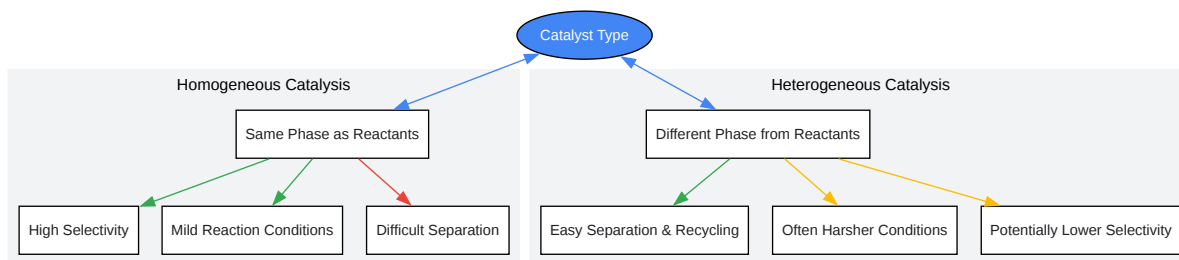 Catalyst Type
Homogeneous Catalysis
Heterogeneous Catalysis
Same Phase as Reactants
Different Phase from Reactants
High Selectivity
Mild Reaction Conditions
Difficult Separation
Easy Separation & Recycling
Often Harsher Conditions
Potentially Lower Selectivity